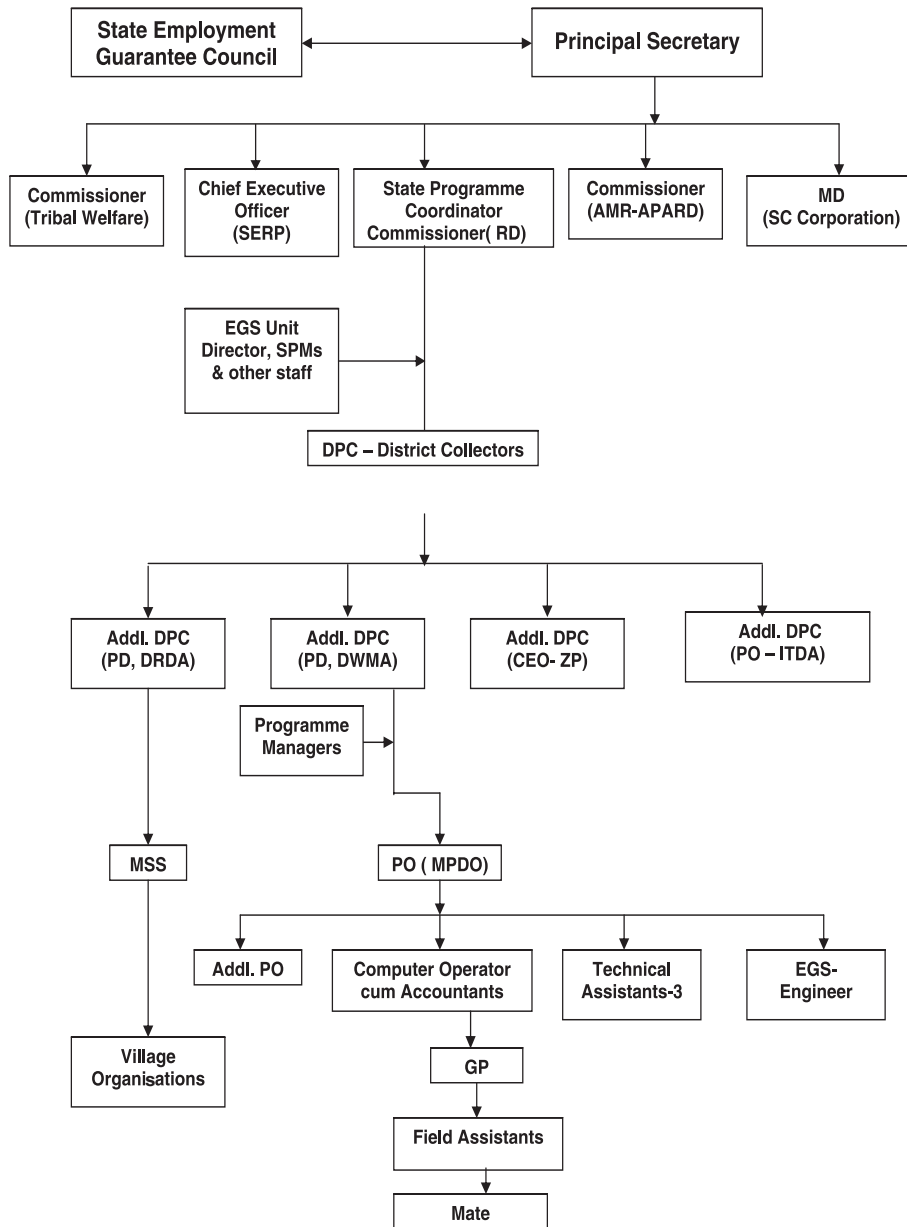 State Employment
Guarantee Council
Principal Secretary
Commissioner
(Tribal Welfare)
Chief Executive
Officer
(SERP)
State Programme
Coordinator
Commissioner( RD)
Commissioner
(AMR-APARD)
MD
(SC Corporation)
EGS Unit
Director, SPMs
& other staff
DPC – District Collectors
Addl. DPC
(PD, DRDA)
Addl. DPC
(PD, DWMA)
Addl. DPC
(CEO- ZP)
Addl. DPC
(PO – ITDA)
Programme
Managers
MSS
PO ( MPDO)
Addl. PO
Computer Operator
cum Accountants
Technical
Assistants-3
EGS-
Engineer
Village
Organisations
GP
Field Assistants
Mate